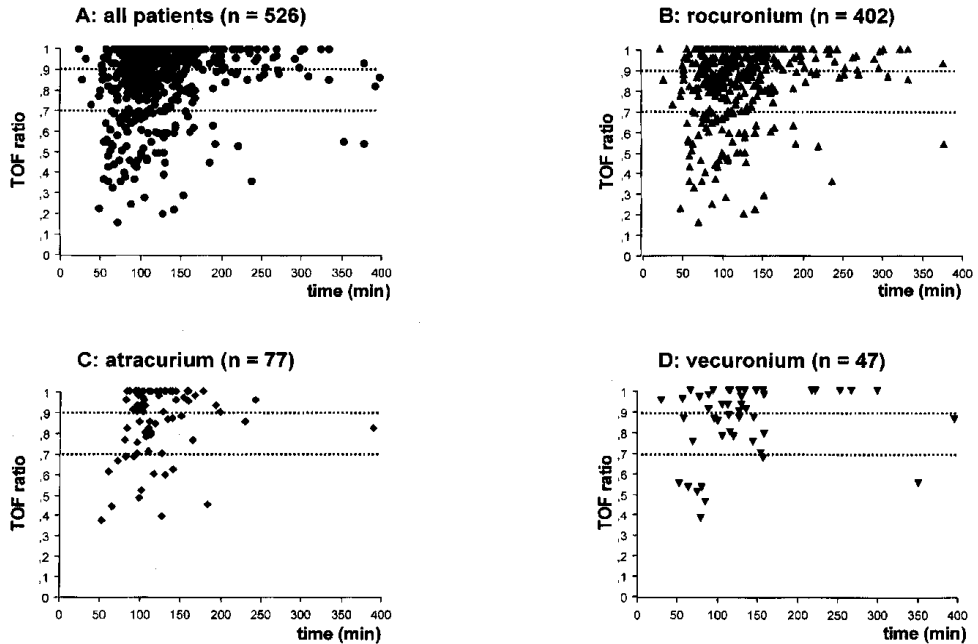 A: all patients (n = 526)
TOF ratio
1
,9
,8
,7
,6
,5
,4
,3
,2
,1
0
0 50 100 150 200 250 300 350 400
time (min)
B: rocuronium (n = 402)
TOF ratio
1
,9
,8
,7
,6
,5
,4
,3
,2
,1
0
0 50 100 150 200 250 300 350 400
time (min)
C: atracurium (n = 77)
TOF ratio
1
,9
,8
,7
,6
,5
,4
,3
,2
,1
0
0 50 100 150 200 250 300 350 400
time (min)
D: vecuronium (n = 47)
TOF ratio
1
,9
,8
,7
,6
,5
,4
,3
,2
,1
0
0 50 100 150 200 250 300 350 400
time (min)